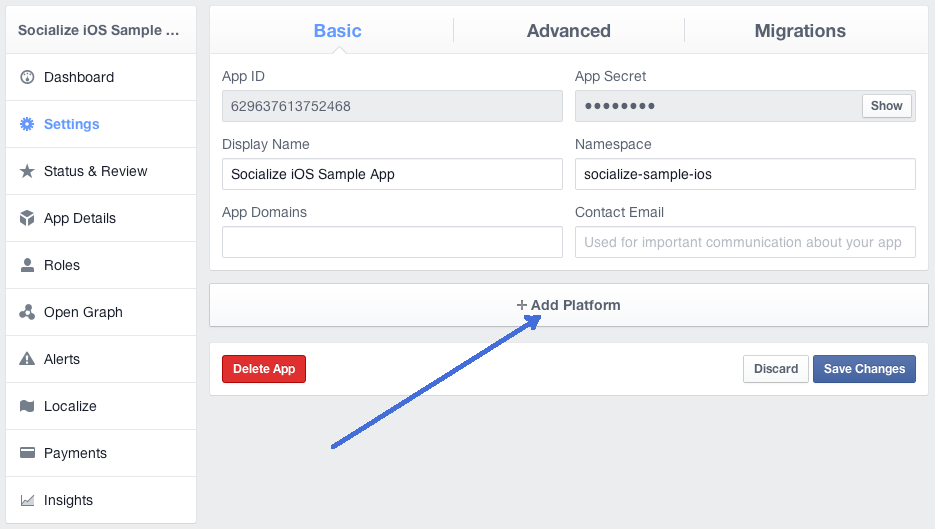 Socialize iOS Sample ...
Dashboard
Settings
Status & Review
App Details
Roles
Open Graph
Alerts
Localize
Payments
Insights
Basic
Advanced
Migrations
App ID
App Secret
629637613752468
●●●●●●●●
Show
Display Name
Namespace
Socialize iOS Sample App
socialize-sample-ios
App Domains
Contact Email
Used for important communication about your app
+ Add Platform
Delete App
Discard
Save Changes